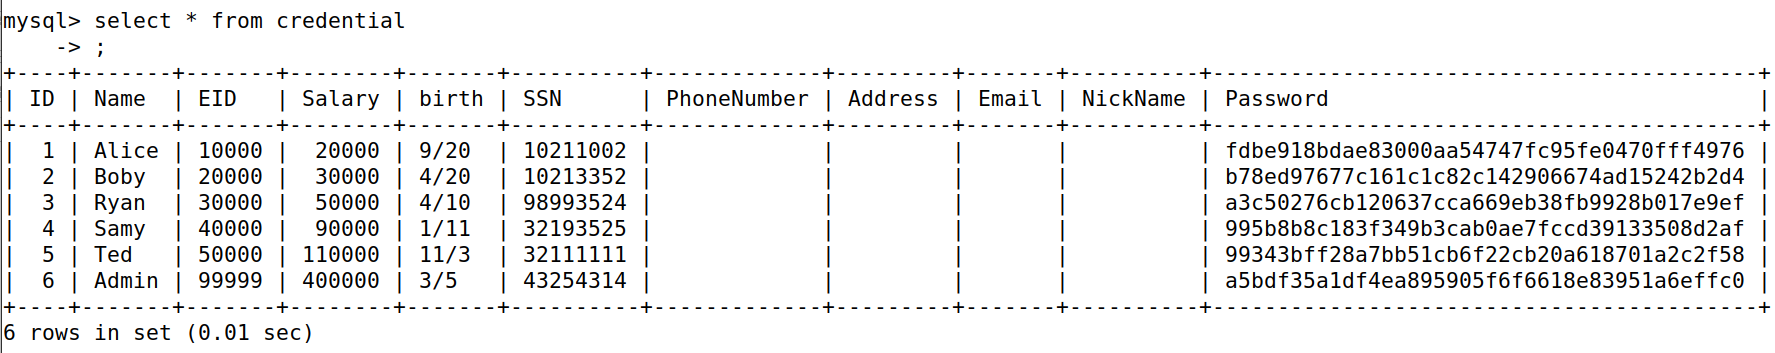 mysql> select * from credential
    -> ;
+----+-------+-------+--------+-------+----------+-------------+---------+-------+----------+------------------------------------------+
| ID | Name  | EID   | Salary | birth | SSN      | PhoneNumber | Address | Email | NickName | Password                                 |
+----+-------+-------+--------+-------+----------+-------------+---------+-------+----------+------------------------------------------+
|  1 | Alice | 10000 |  20000 | 9/20  | 10211002 |             |         |       |          | fdbe918bdae83000aa54747fc95fe0470fff4976 |
|  2 | Boby  | 20000 |  30000 | 4/20  | 10213352 |             |         |       |          | b78ed97677c161c1c82c142906674ad15242b2d4 |
|  3 | Ryan  | 30000 |  50000 | 4/10  | 98993524 |             |         |       |          | a3c50276cb120637cca669eb38fb9928b017e9ef |
|  4 | Samy  | 40000 |  90000 | 1/11  | 32193525 |             |         |       |          | 995b8b8c183f349b3cab0ae7fccd39133508d2af |
|  5 | Ted   | 50000 | 110000 | 11/3  | 32111111 |             |         |       |          | 99343bff28a7bb51cb6f22cb20a618701a2c2f58 |
|  6 | Admin | 99999 | 400000 | 3/5   | 43254314 |             |         |       |          | a5bdf35a1df4ea895905f6f6618e83951a6effc0 |
+----+-------+-------+--------+-------+----------+-------------+---------+-------+----------+------------------------------------------+
6 rows in set (0.01 sec)